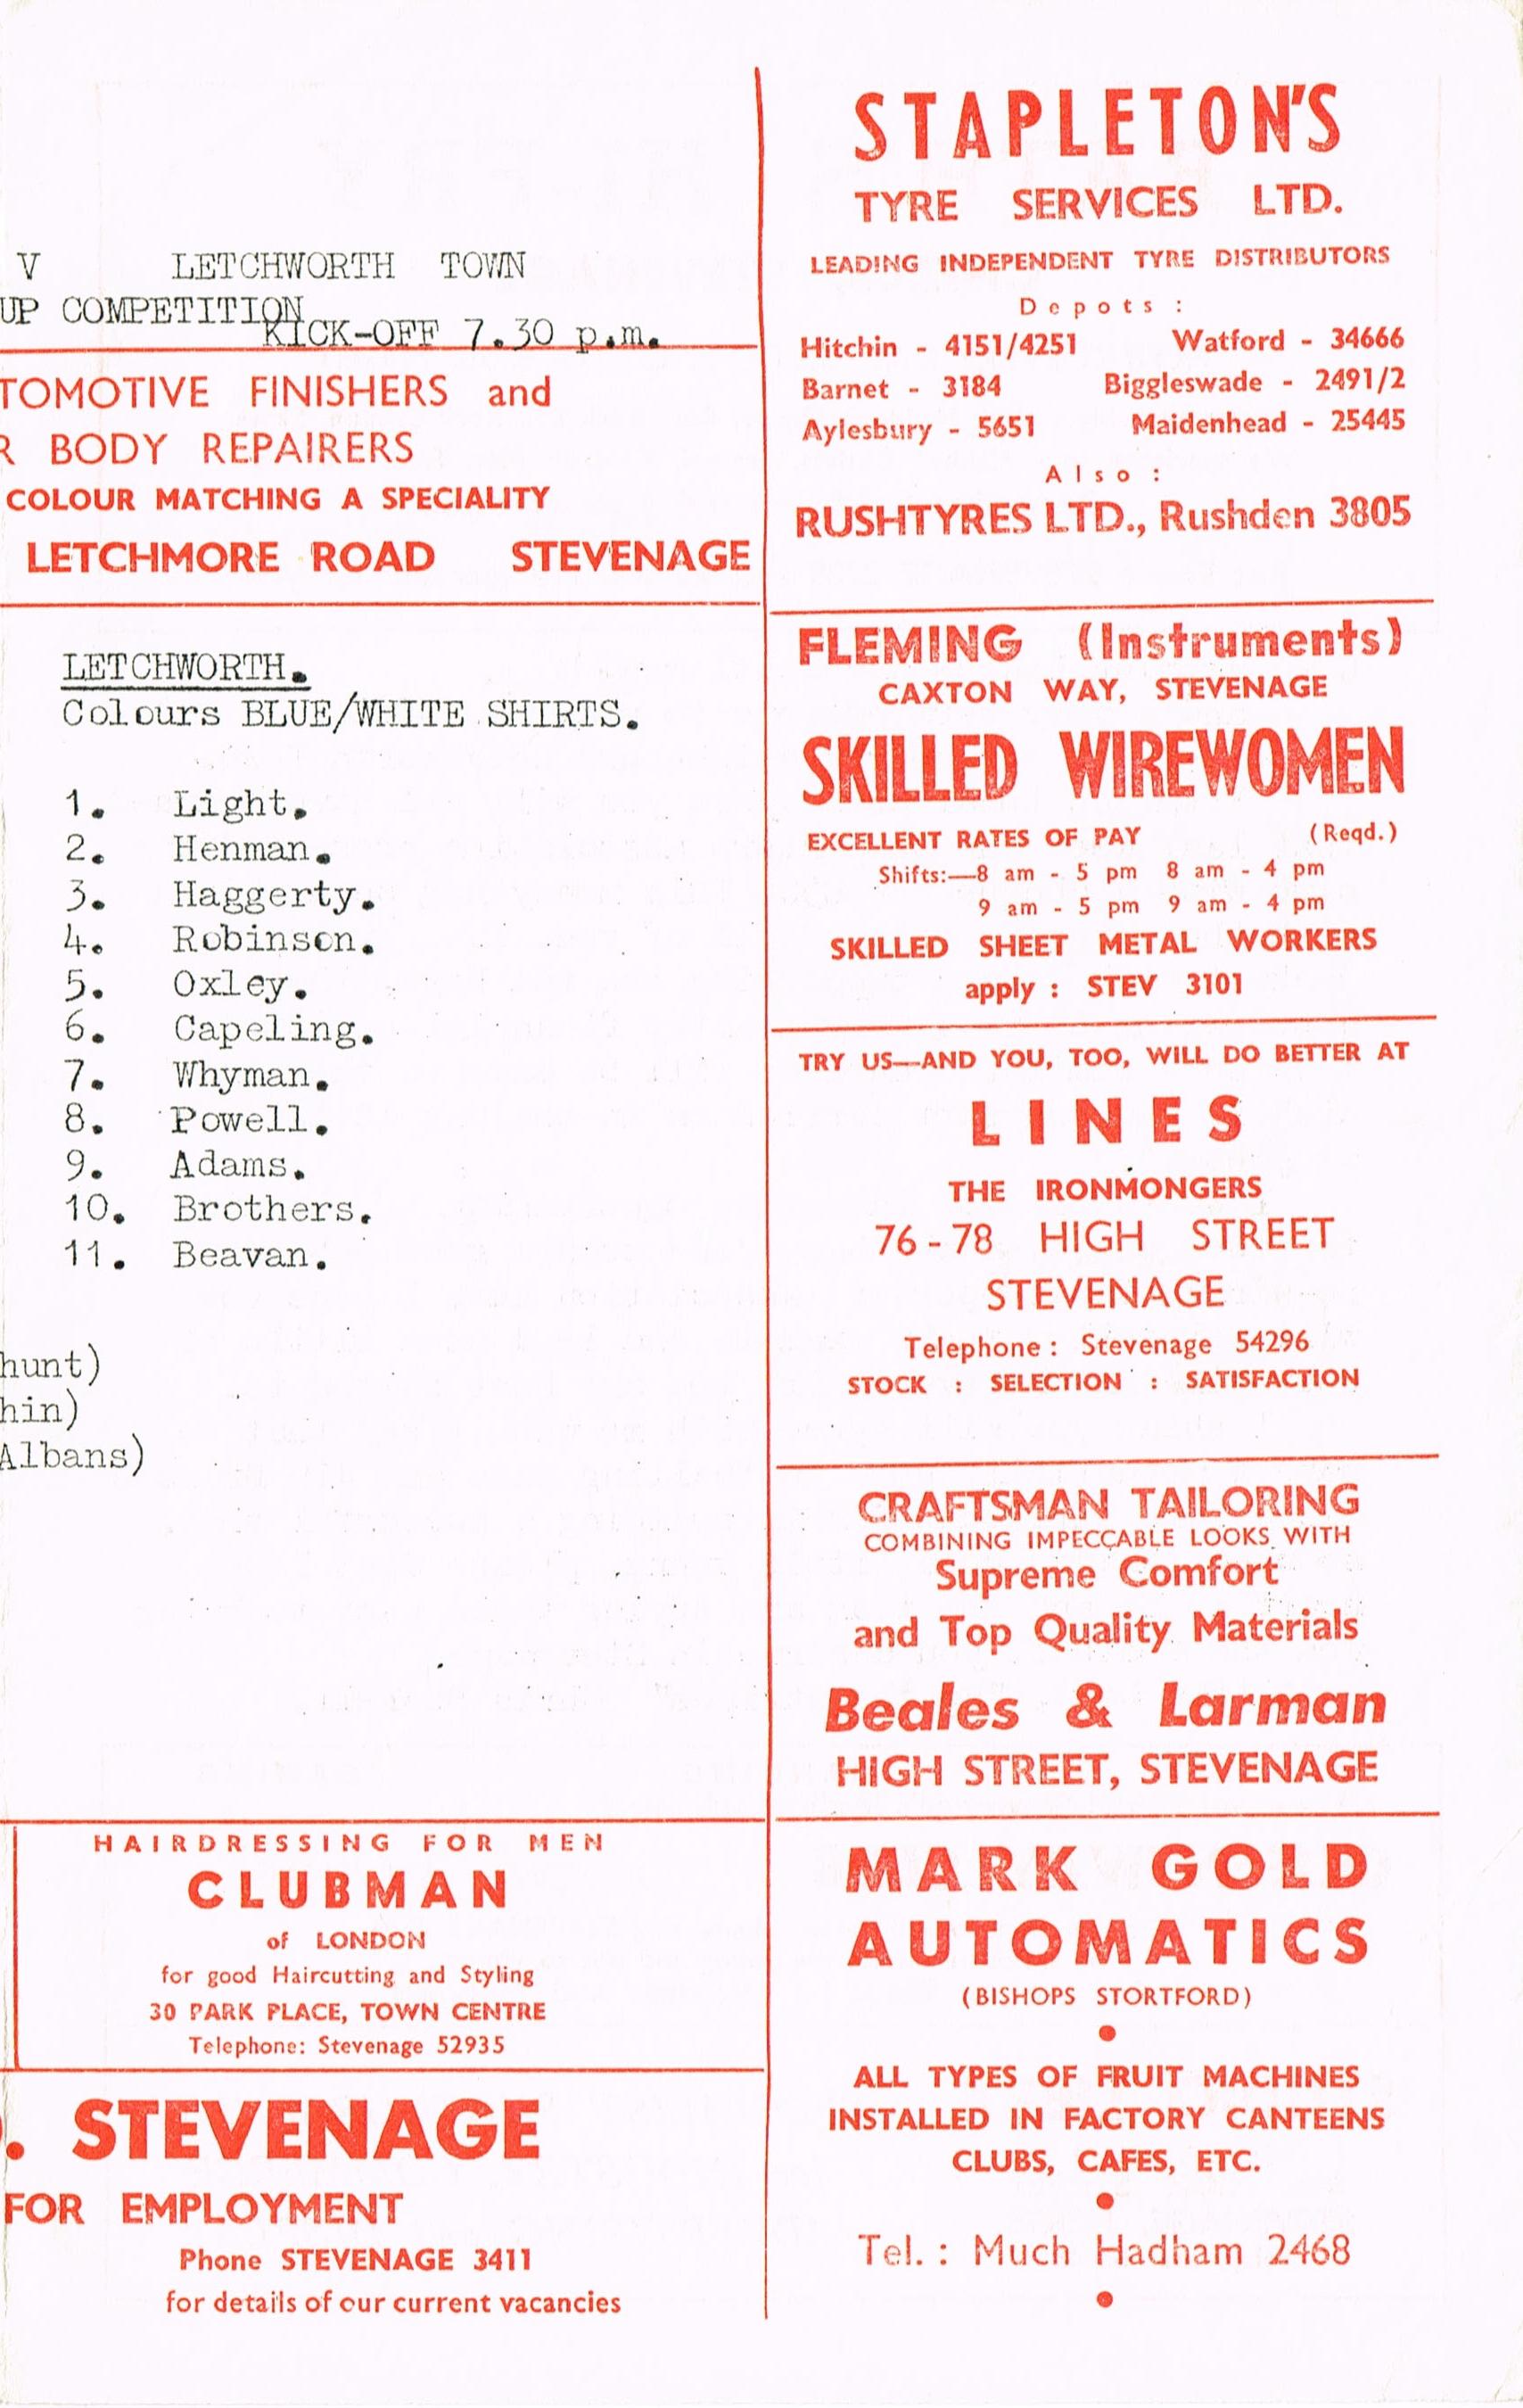 V LETCHWORTH TOWN
UP COMPETITION
KICK-OFF 7.30 p.m.
TOMOTIVE FINISHERS and
R BODY REPAIRERS
COLOUR MATCHING A SPECIALITY
LETCHMORE ROAD STEVENAGE
LETCHWORTH.
Colours BLUE/WHITE SHIRTS.
1. Light.
2. Henman.
3. Haggerty.
4. Robinson.
5. Oxley.
6. Capeling.
7. Whyman.
8. Powell.
9. Adams.
10. Brothers.
11. Beavan.
hunt)
hin)
Albans)
HAIRDRESSING FOR MEN
CLUBMAN
of LONDON
for good Haircutting and Styling
30 PARK PLACE, TOWN CENTRE
Telephone: Stevenage 52935
. STEVENAGE
FOR EMPLOYMENT
Phone STEVENAGE 3411
for details of our current vacancies
STAPLETON'S
TYRE SERVICES LTD.
LEADING INDEPENDENT TYRE DISTRIBUTORS
Depots :
Hitchin - 4151/4251 Watford - 34666
Barnet - 3184 Biggleswade - 2491/2
Aylesbury - 5651 Maidenhead - 25445
Also :
RUSHTYRES LTD., Rushden 3805
FLEMING (Instruments)
CAXTON WAY, STEVENAGE
SKILLED WIREWOMEN
EXCELLENT RATES OF PAY (Reqd.)
Shifts:—8 am - 5 pm 8 am - 4 pm
9 am - 5 pm 9 am - 4 pm
SKILLED SHEET METAL WORKERS
apply : STEV 3101
TRY US—AND YOU, TOO, WILL DO BETTER AT
LINES
THE IRONMONGERS
76-78 HIGH STREET
STEVENAGE
Telephone : Stevenage 54296
STOCK : SELECTION : SATISFACTION
CRAFTSMAN TAILORING
COMBINING IMPECCABLE LOOKS WITH
Supreme Comfort
and Top Quality Materials
Beales & Larman
HIGH STREET, STEVENAGE
MARK GOLD
AUTOMATICS
(BISHOPS STORTFORD)
ALL TYPES OF FRUIT MACHINES
INSTALLED IN FACTORY CANTEENS
CLUBS, CAFES, ETC.
Tel. : Much Hadham 2468